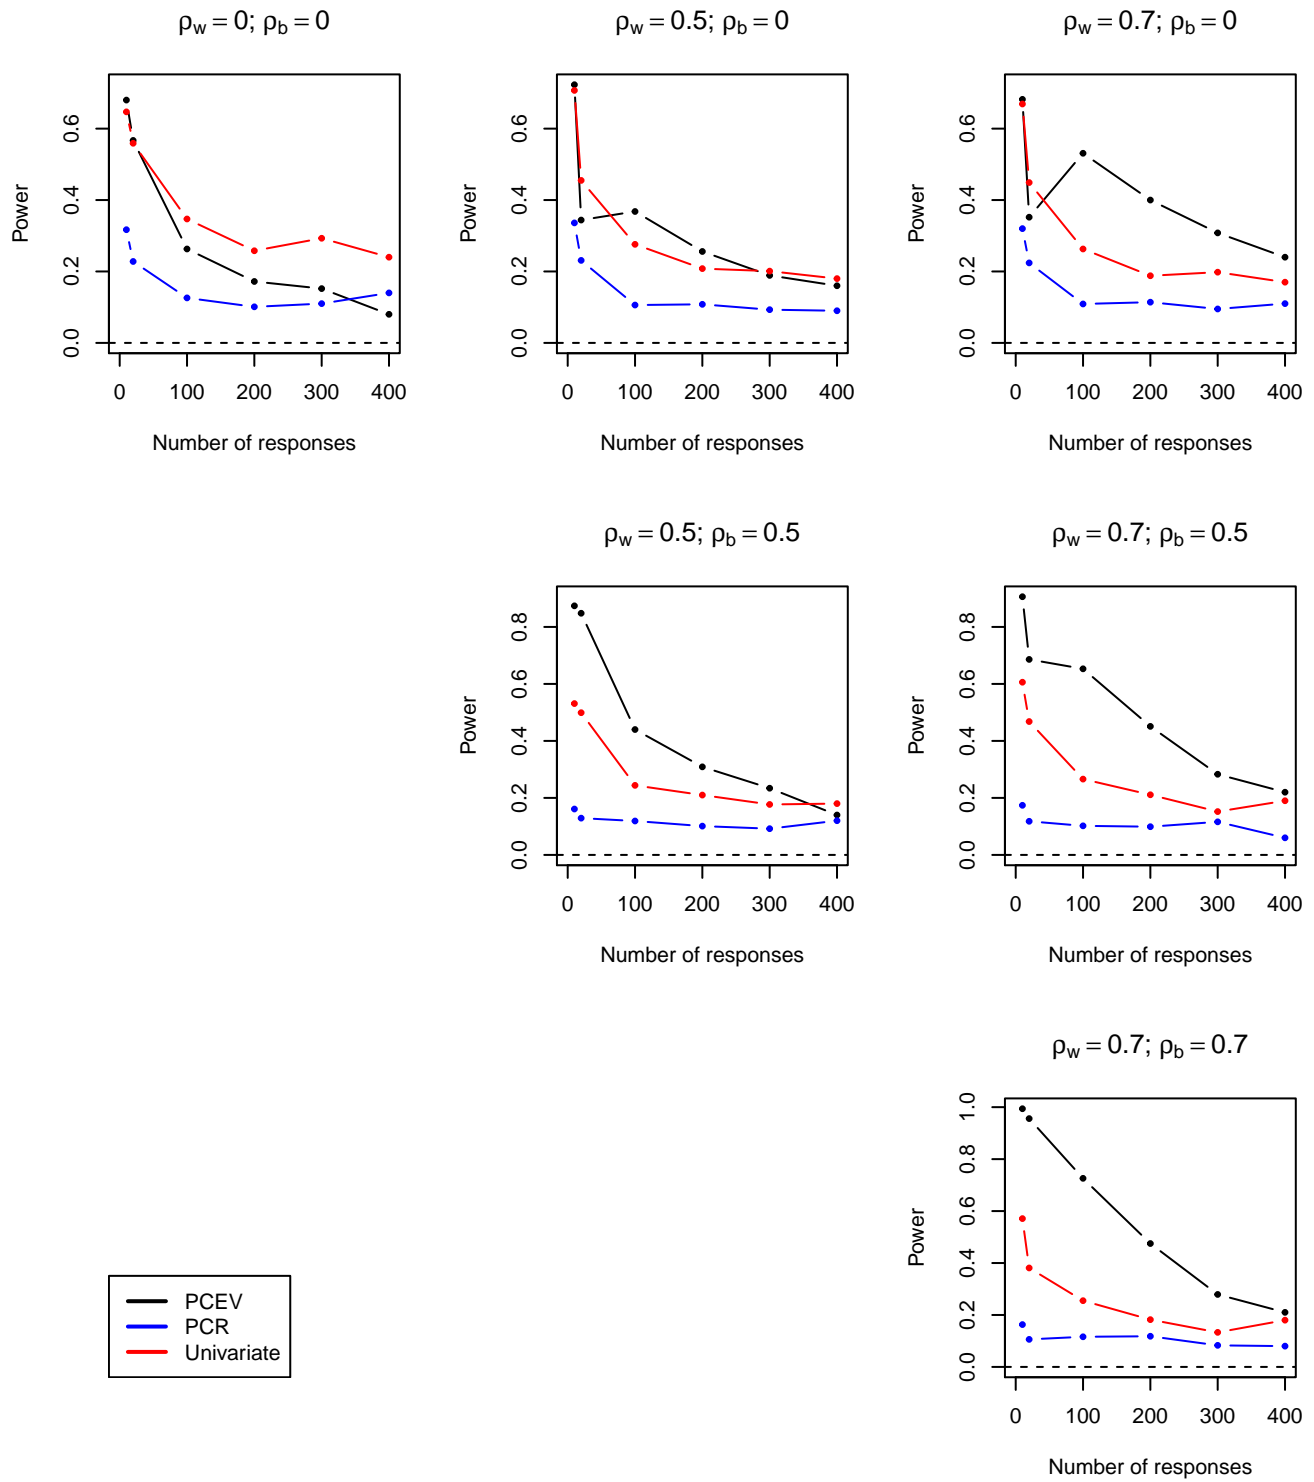 ρw = 0; ρb = 0
Power
0.0 0.2 0.4 0.6
0 100 200 300 400
Number of responses
ρw = 0.5; ρb = 0
Power
0.0 0.2 0.4 0.6
0 100 200 300 400
Number of responses
ρw = 0.7; ρb = 0
Power
0.0 0.2 0.4 0.6
0 100 200 300 400
Number of responses
ρw = 0.5; ρb = 0.5
Power
0.0 0.2 0.4 0.6 0.8
0 100 200 300 400
Number of responses
ρw = 0.7; ρb = 0.5
Power
0.0 0.2 0.4 0.6 0.8
0 100 200 300 400
Number of responses
ρw = 0.7; ρb = 0.7
Power
0.0 0.2 0.4 0.6 0.8 1.0
0 100 200 300 400
Number of responses
PCEV
PCR
Univariate